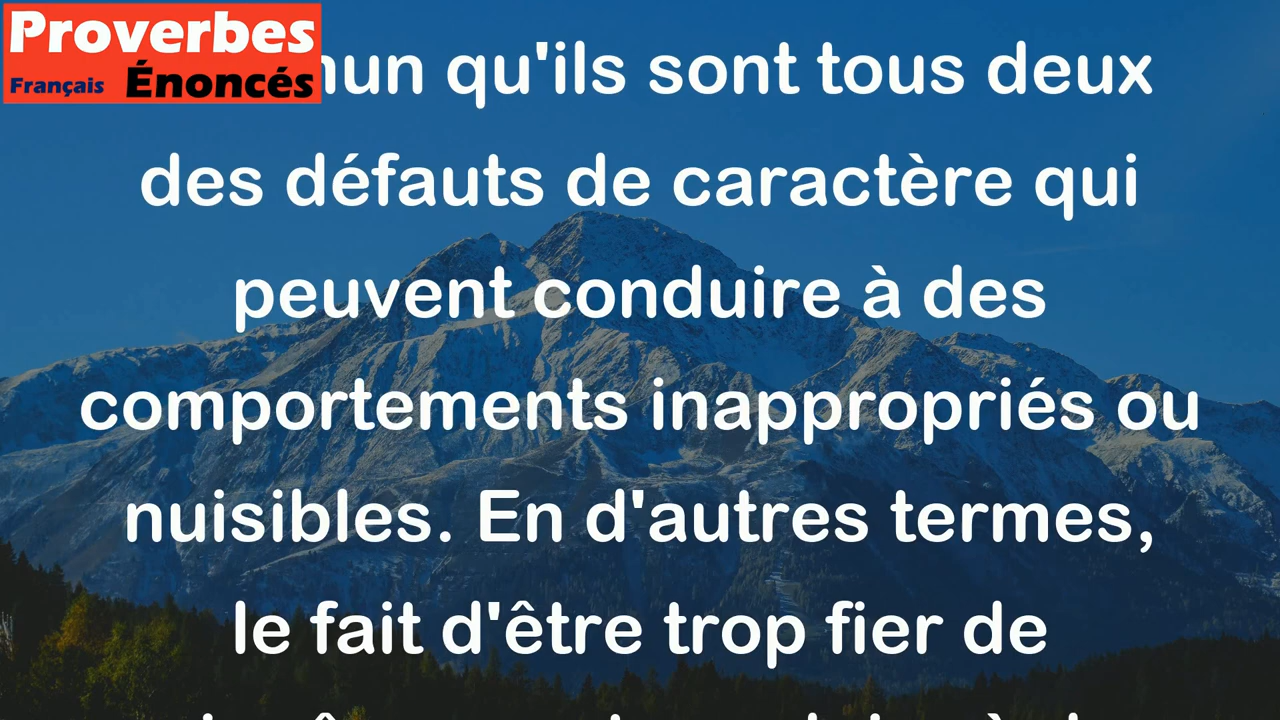 Proverbes
Français Énoncés
qu'ils sont tous deux
des défauts de caractère qui
peuvent conduire à des
comportements inappropriés ou
nuisibles. En d'autres termes,
le fait d'être trop fier de